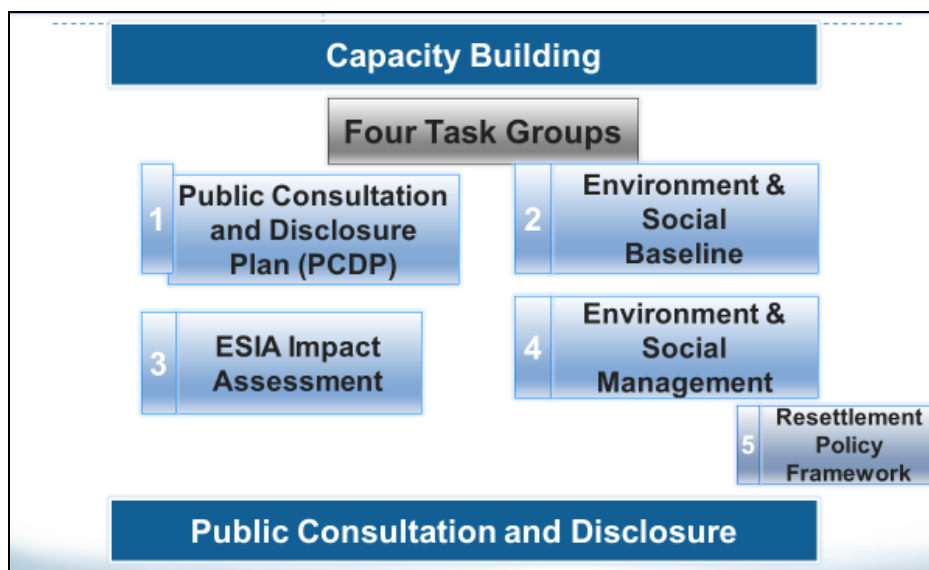 Capacity Building
Four Task Groups
1
Public Consultation
and Disclosure
Plan (PCDP)
2
Environment &
Social
Baseline
3
ESIA Impact
Assessment
4
Environment &
Social
Management
5
Resettlement
Policy
Framework
Public Consultation and Disclosure